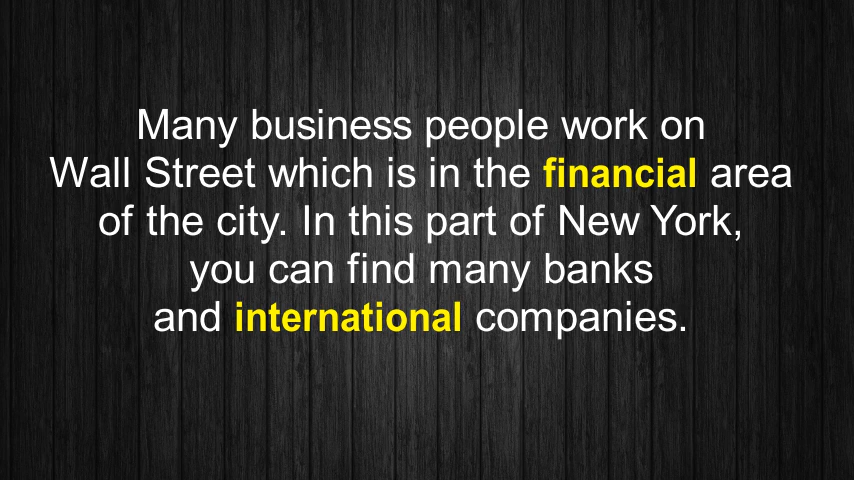 Many business people work on
Wall Street which is in the financial area
of the city. In this part of New York,
you can find many banks
and international companies.